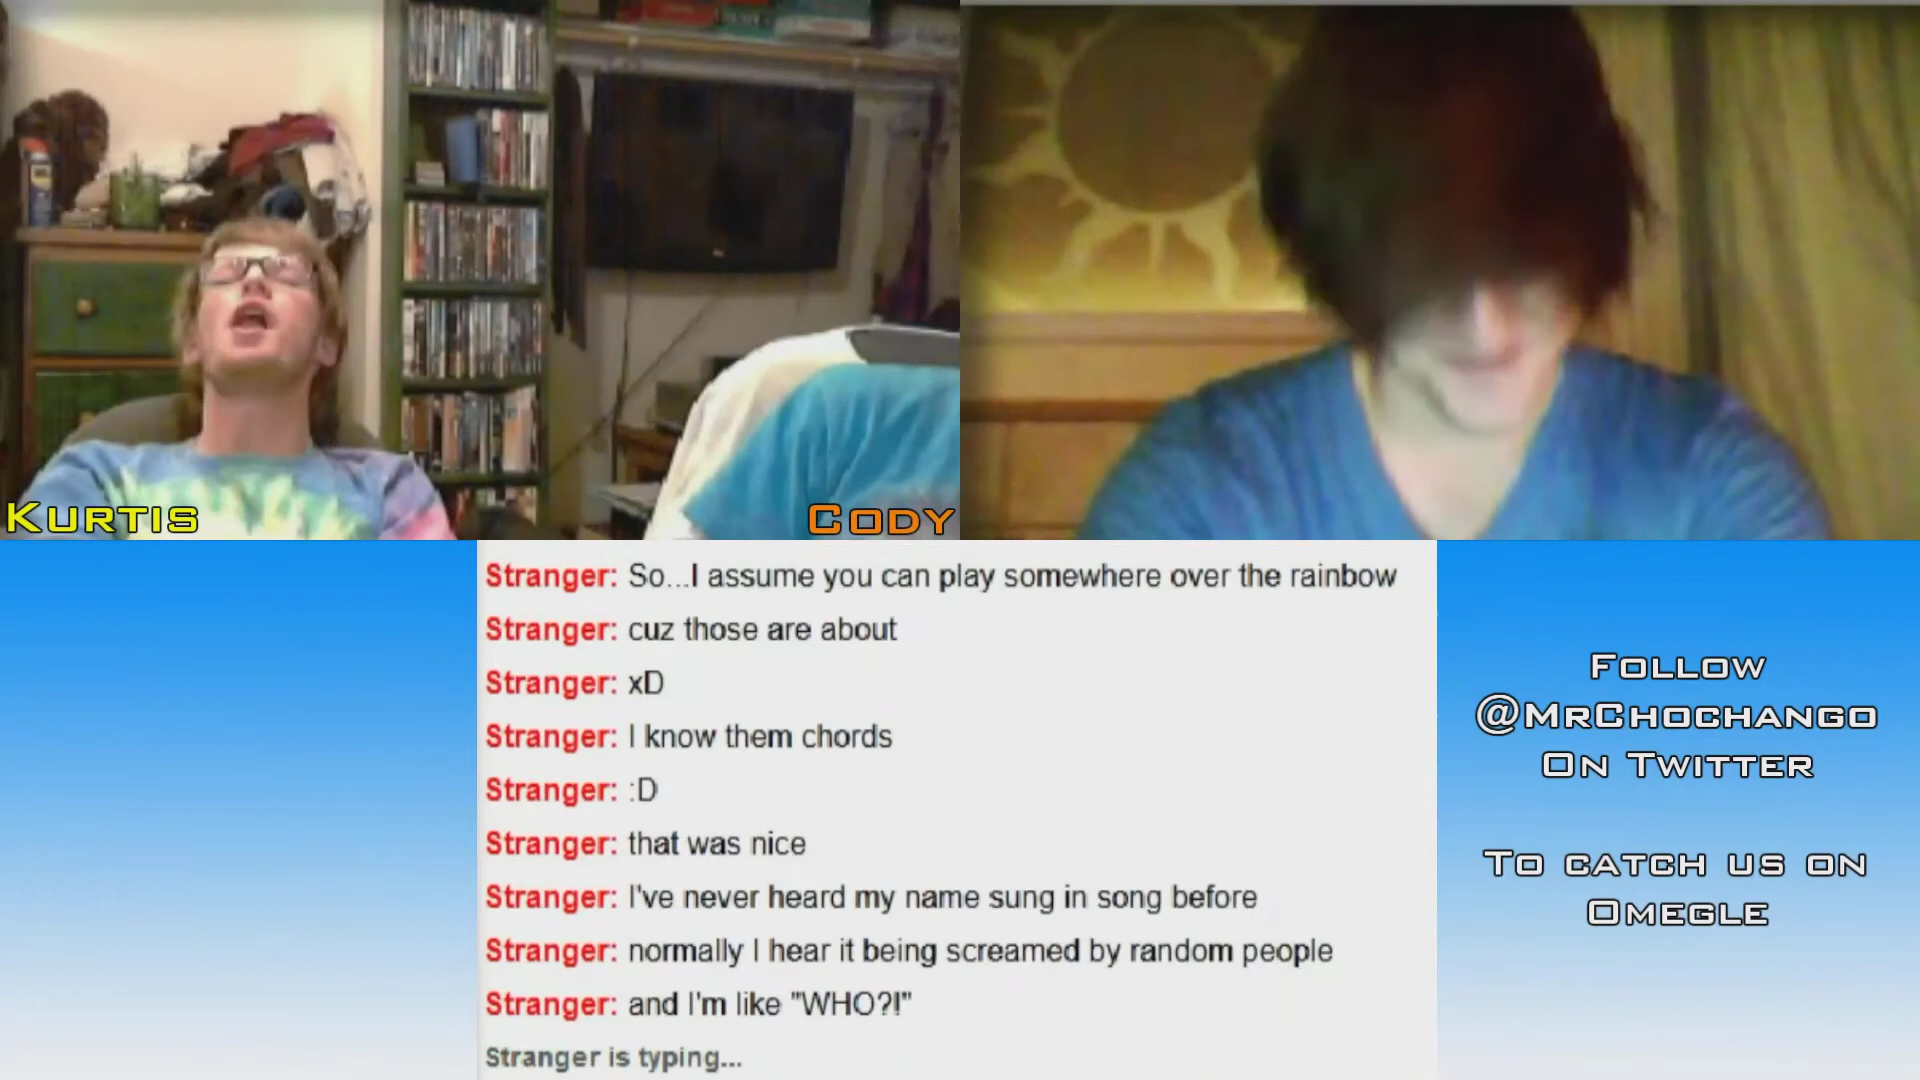 Kurtis
Cody
Stranger: So...I assume you can play somewhere over the rainbow
Stranger: cuz those are about
Stranger: xD
Stranger: I know them chords
Stranger: :D
Stranger: that was nice
Stranger: I've never heard my name sung in song before
Stranger: normally I hear it being screamed by random people
Stranger: and I'm like "WHO?!"
Stranger is typing...
Follow
@MrChochango
On Twitter
To catch us on
Omegle